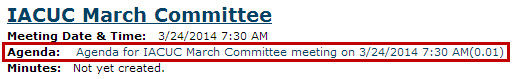 IACUC March Committee
Meeting Date & Time: 3/24/2014 7:30 AM
Agenda: Agenda for IACUC March Committee meeting on 3/24/2014 7:30 AM(0.01)
Minutes: Not yet created.